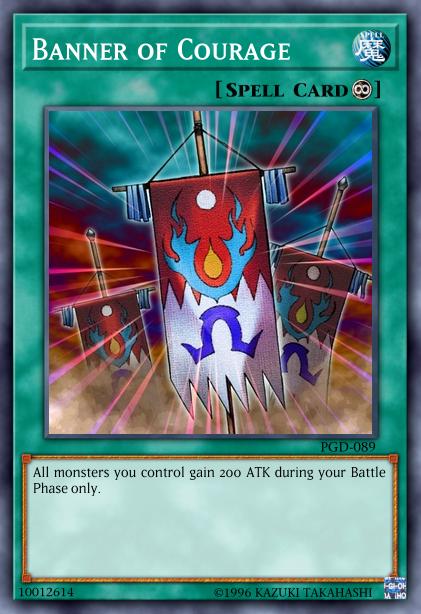 BANNER OF COURAGE
SPELL
魔
[SPELL CARD]
PGD-089
All monsters you control gain 200 ATK during your Battle
Phase only.
10012614
©1996 KAZUKI TAKAHASHI